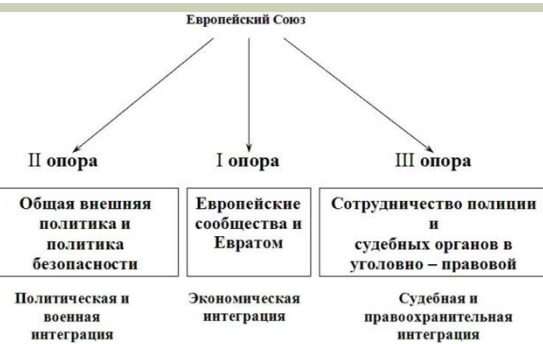 Европейский Союз
II опора
I опора
III опора
Общая внешняя
политика и
политика
безопасности
Европейские
сообщества и
Евратом
Сотрудничество полиции
и
судебных органов в
уголовно – правовой
Политическая и
военная
интеграция
Экономическая
интеграция
Судебная и
правоохранительная
интеграция